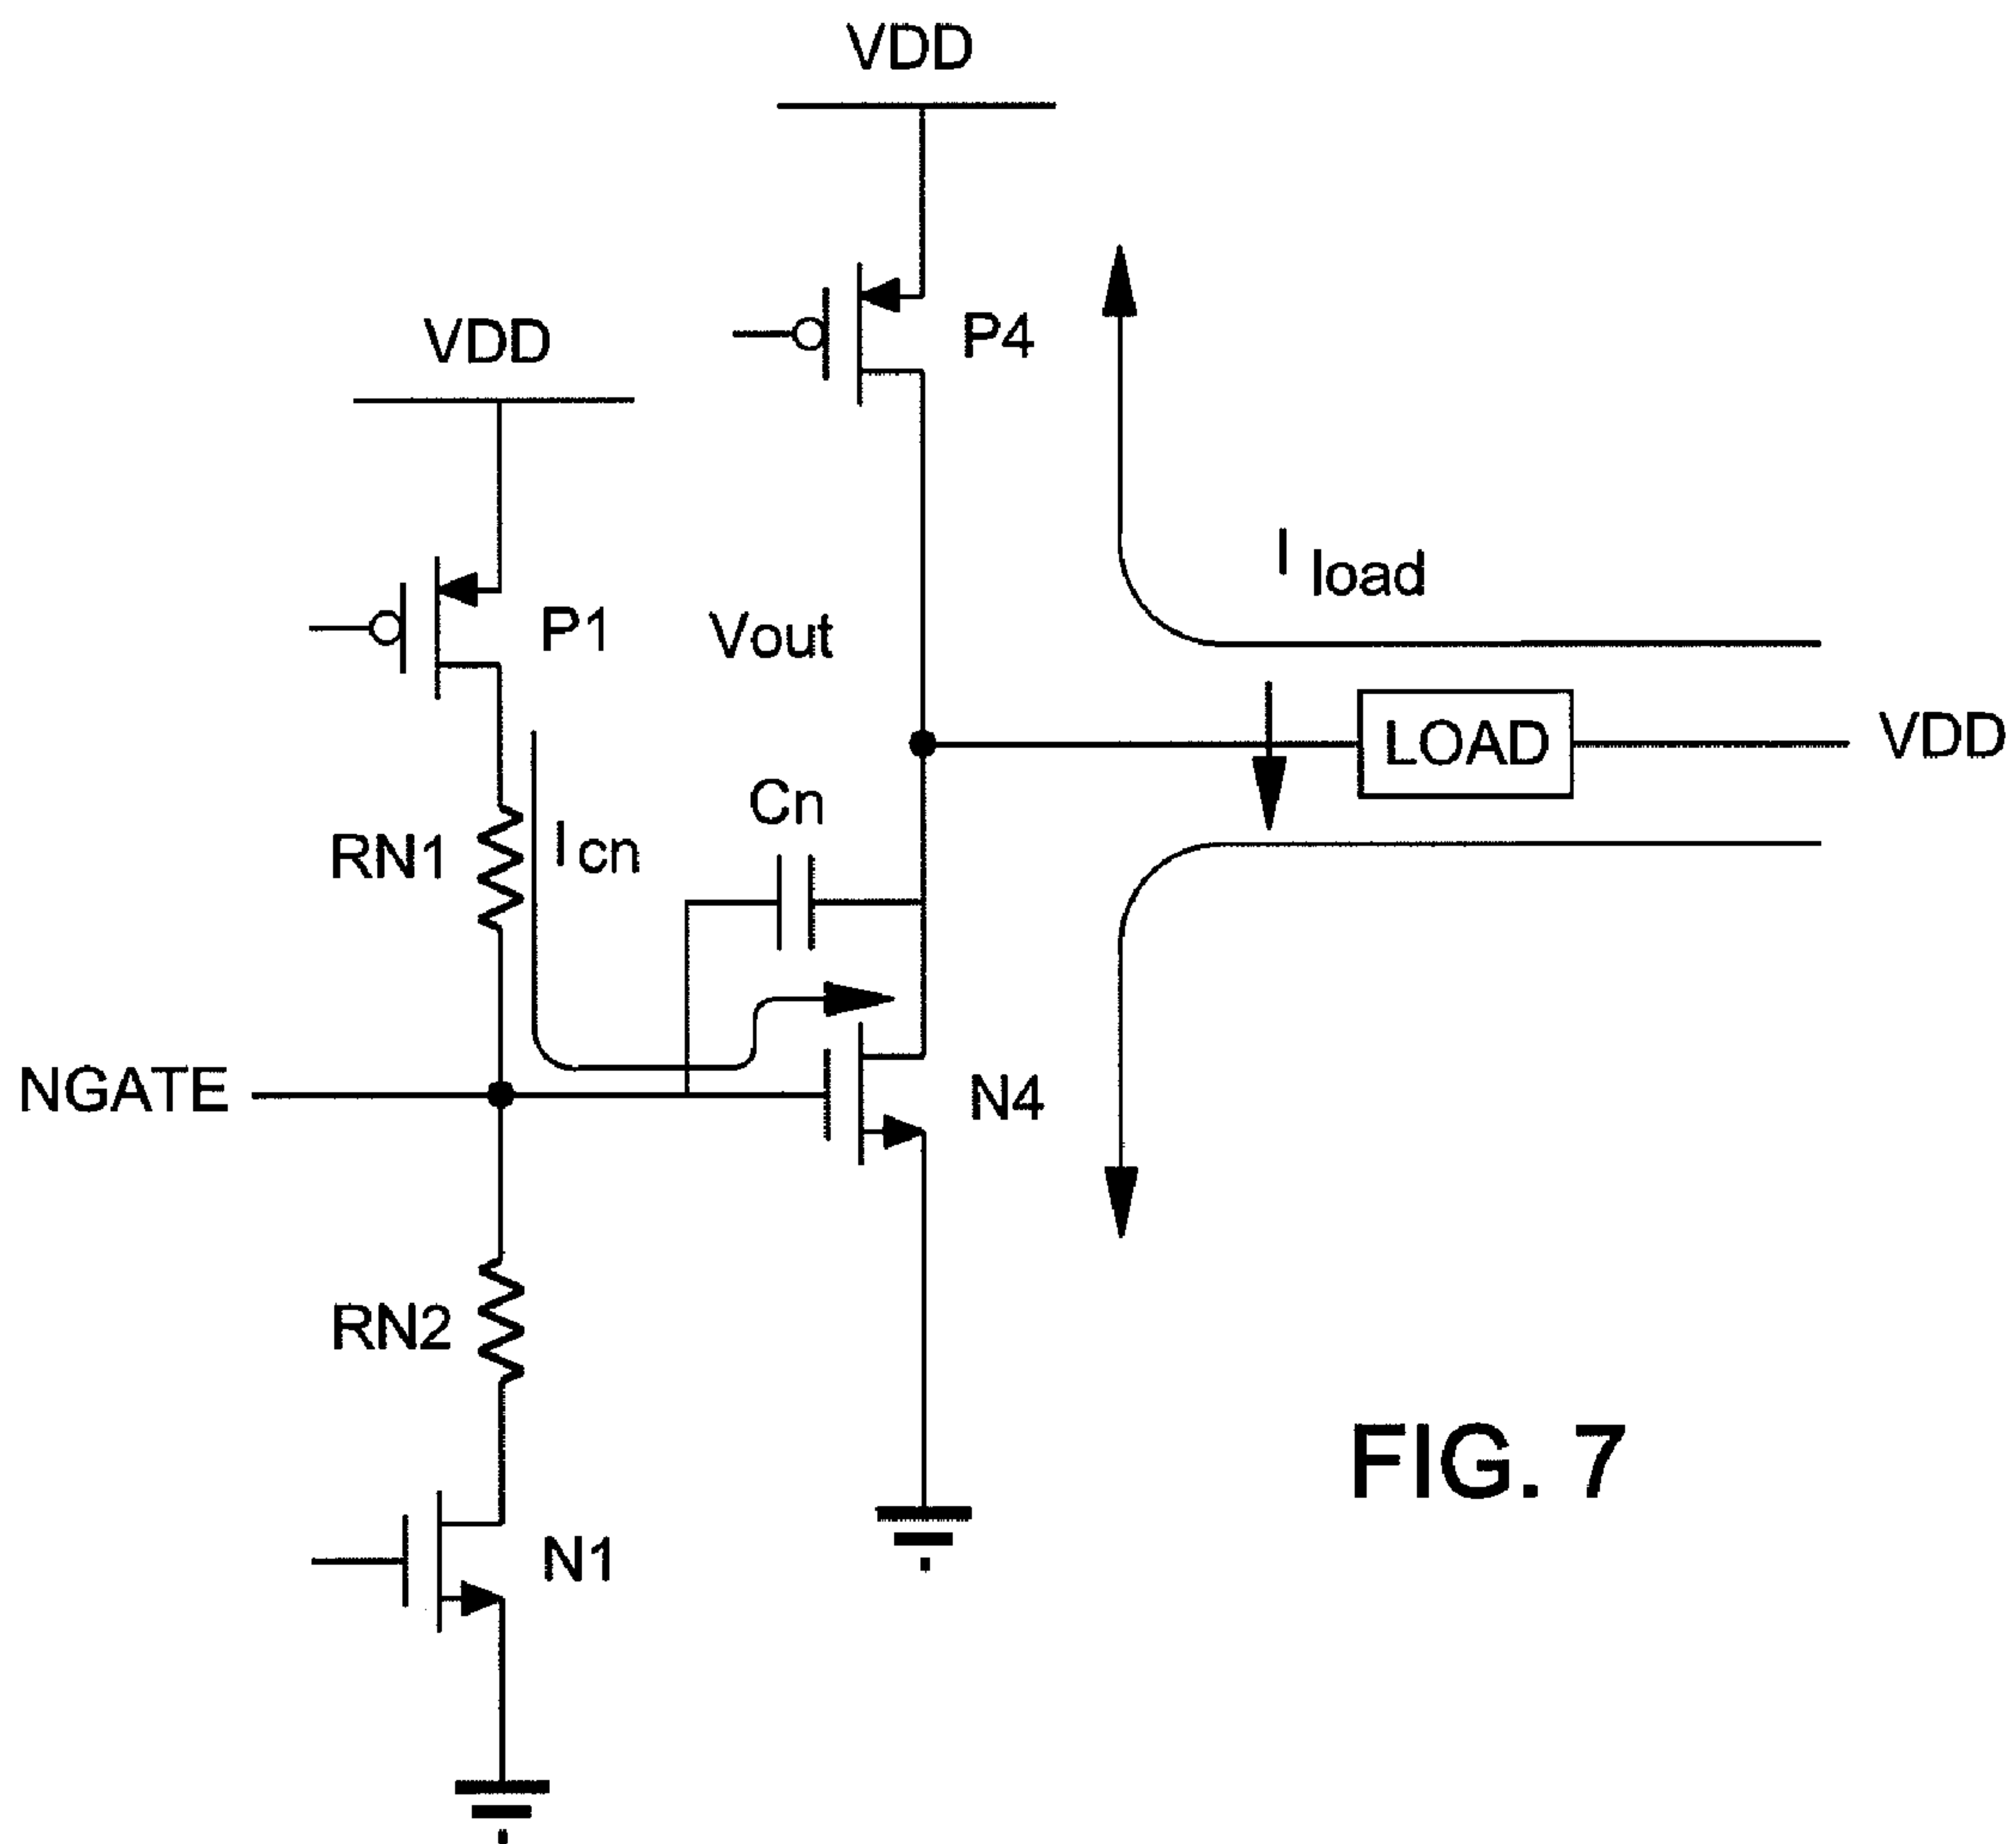 VDD
VDD
P4
I load
P1
Vout
LOAD
VDD
Cn
RN1
I cn
NGATE
N4
RN2
N1
FIG. 7